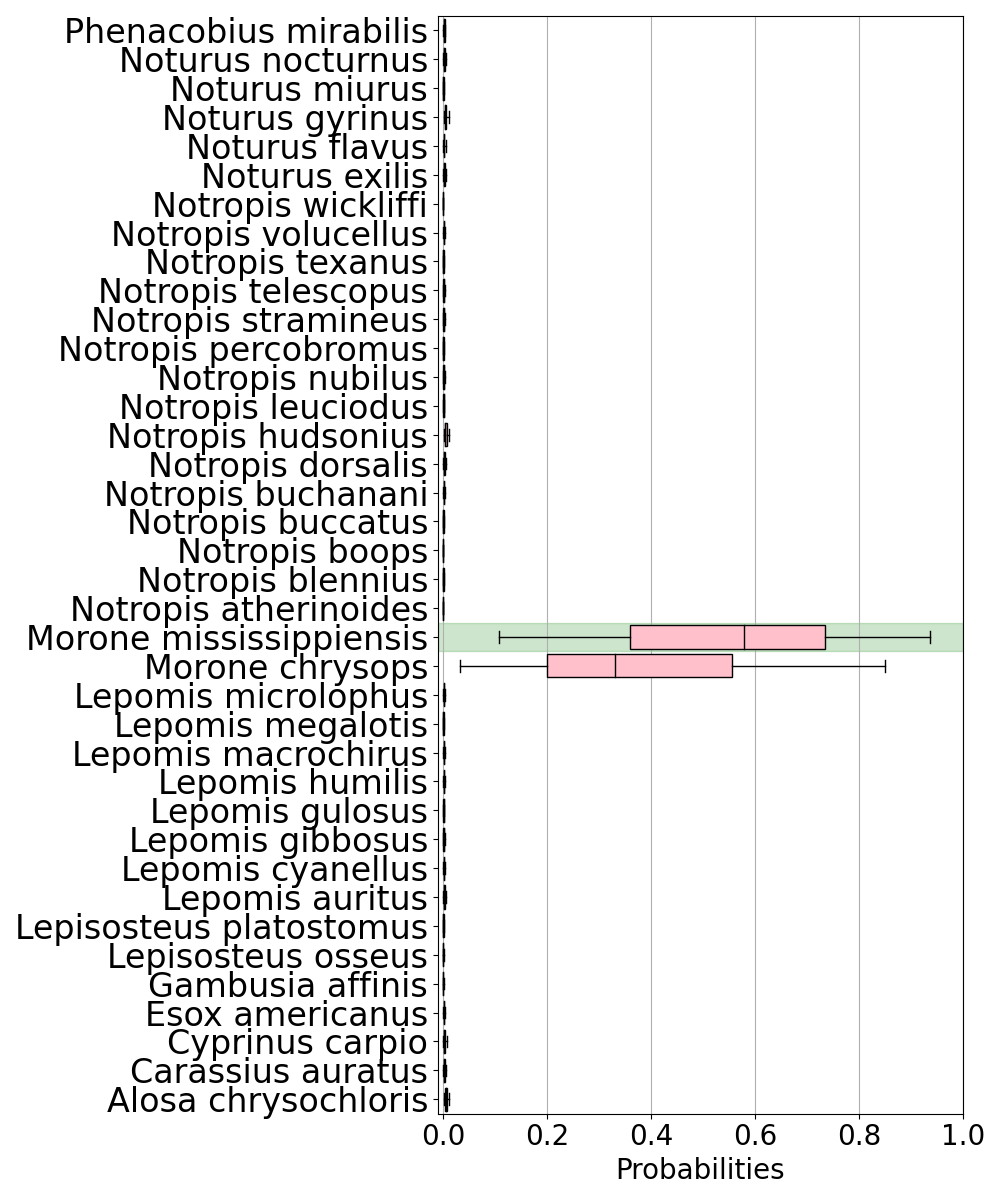 Phenacobius mirabilis
Noturus nocturnus
Noturus miurus
Noturus gyrinus
Noturus flavus
Noturus exilis
Notropis wickliffi
Notropis volucellus
Notropis texanus
Notropis telescopus
Notropis stramineus
Notropis percobromus
Notropis nubilus
Notropis leuciodus
Notropis hudsonius
Notropis dorsalis
Notropis buchanani
Notropis buccatus
Notropis boops
Notropis blennius
Notropis atherinoides
Morone mississippiensis
Morone chrysops
Lepomis microlophus
Lepomis megalotis
Lepomis macrochirus
Lepomis humilis
Lepomis gulosus
Lepomis gibbosus
Lepomis cyanellus
Lepomis auritus
Lepisosteus platostomus
Lepisosteus osseus
Gambusia affinis
Esox americanus
Cyprinus carpio
Carassius auratus
Alosa chrysochloris
0.0 0.2 0.4 0.6 0.8 1.0
Probabilities